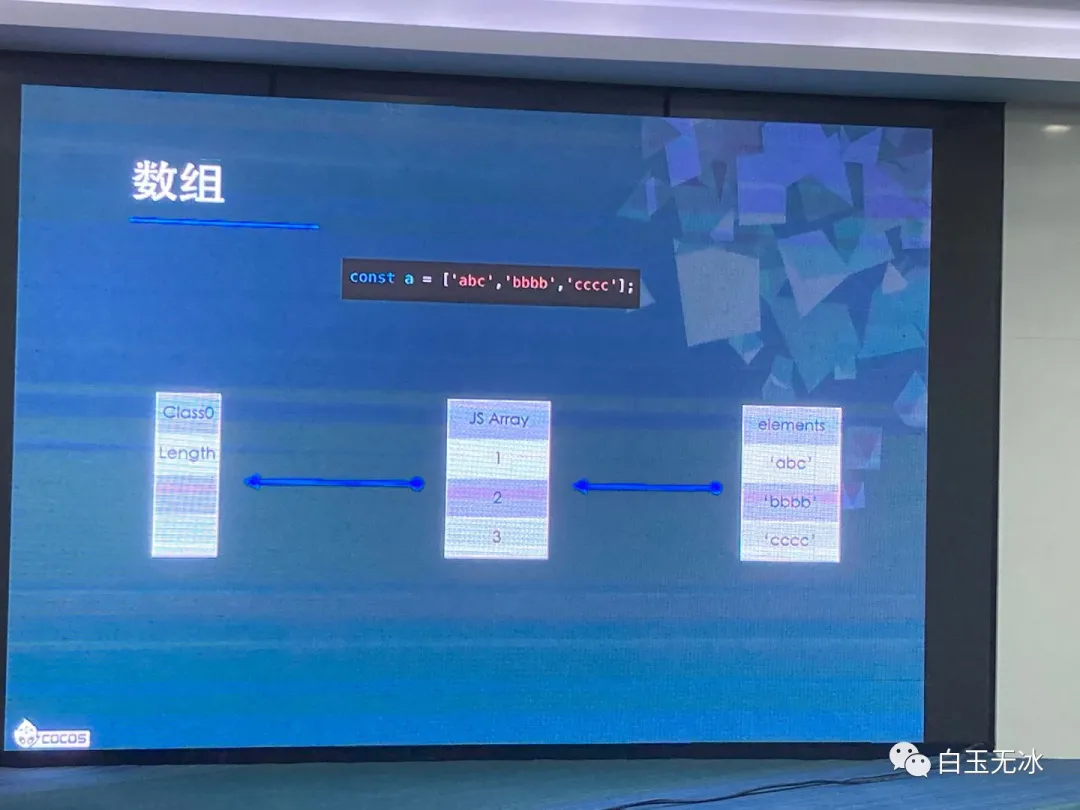 数组
const a = ['abc','bbbb','cccc'];
Class0
Length
JS Array
1
2
3
elements
'abc'
'bbbb'
'cccc'
COCOS
白玉无冰